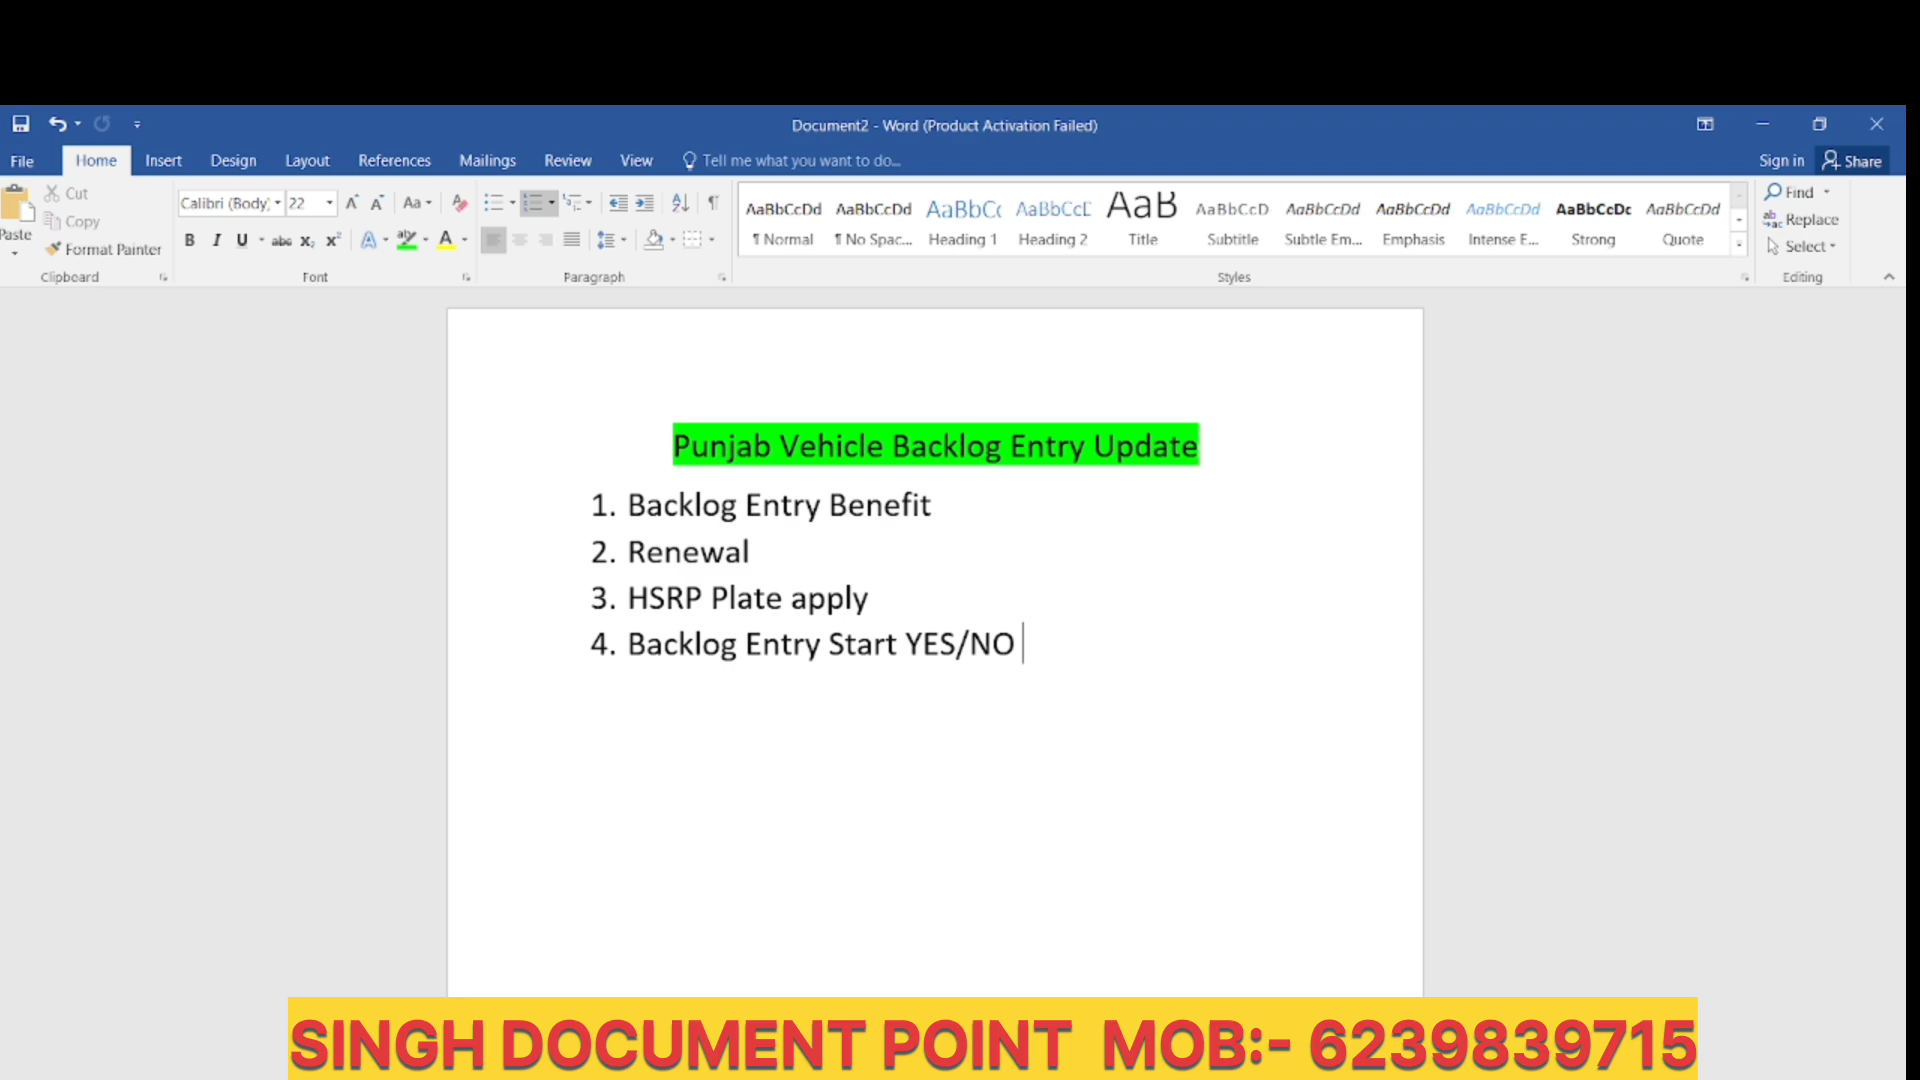 Document2 - Word (Product Activation Failed)
File Home Insert Design Layout References Mailings Review View Tell me what you want to do... Sign in Share
Cut
Copy
Paste
Format Painter
Clipboard
Calibri (Body) 22
Font
Paragraph
AaBbCcDd AaBbCcDd AaBbCc AaBbCcD AaB AaBbCcD AaBbCcDd AaBbCcDd AaBbCcDd AaBbCcDc AaBbCcDd
¶ Normal ¶ No Spac... Heading 1 Heading 2 Title Subtitle Subtle Em... Emphasis Intense E... Strong Quote
Styles
Find
Replace
Select
Editing
Punjab Vehicle Backlog Entry Update
1. Backlog Entry Benefit
2. Renewal
3. HSRP Plate apply
4. Backlog Entry Start YES/NO
SINGH DOCUMENT POINT MOB:- 6239839715